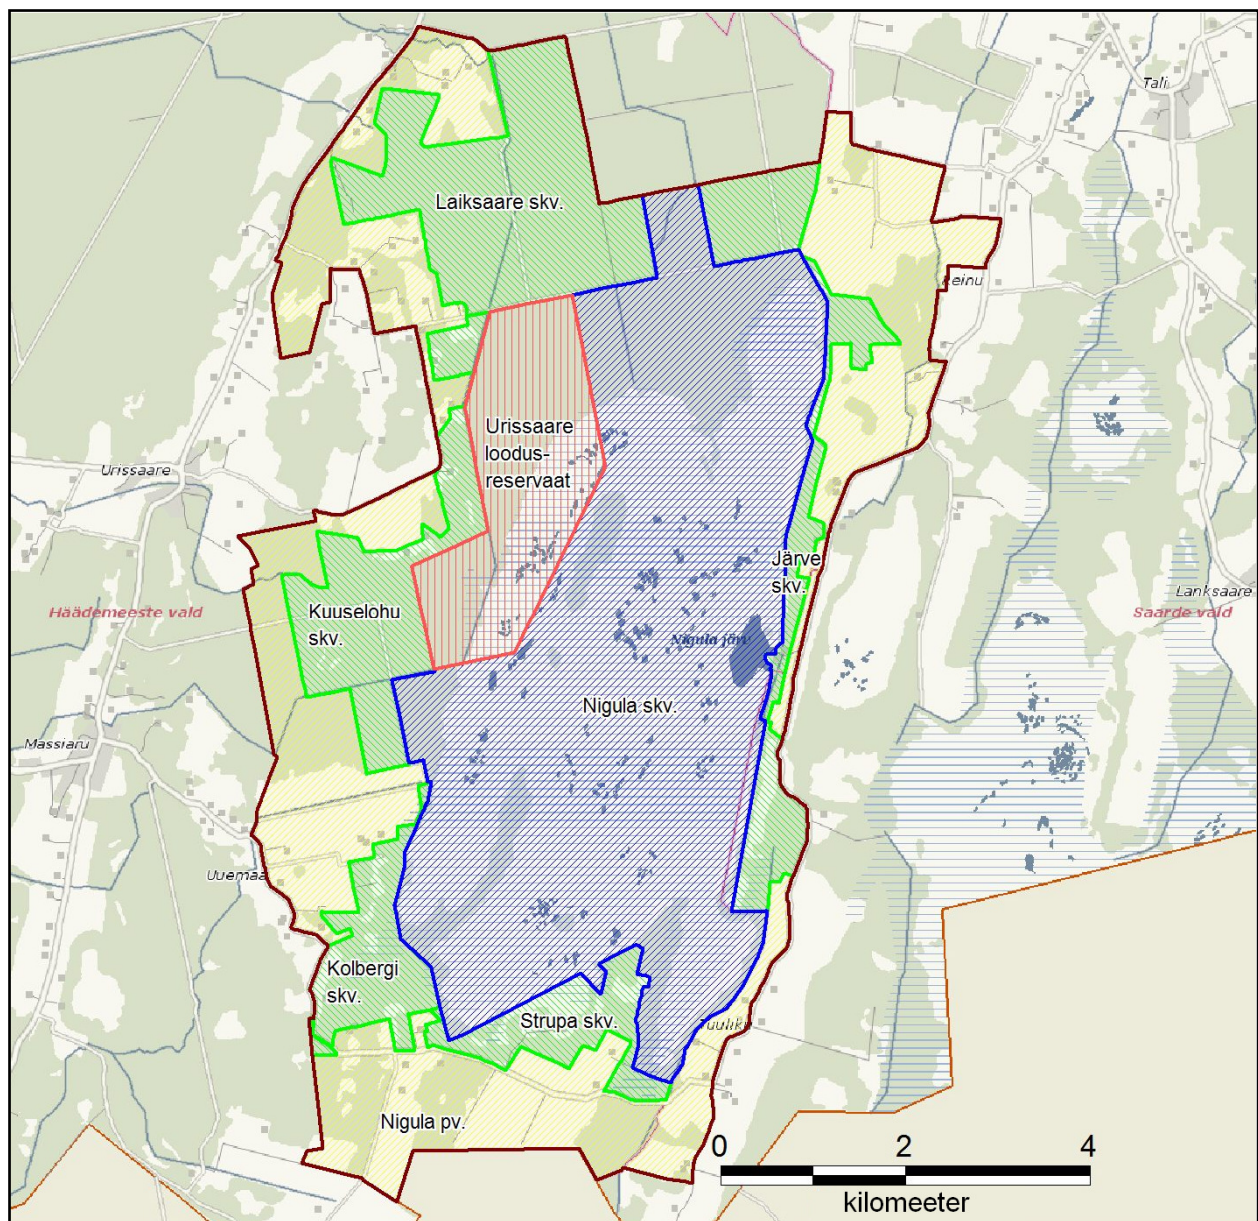 Tali
Laiksaare skv.
Urissaare
loodus-
reservaat
Urissaare
Järve
skv.
Lanksaare
Häädemeeste vald
Kuuselohu
skv.
Saarde vald
Nigula järv
Nigula skv.
Massiaru
Uuemaa
Kolbergi
skv.
Strupa skv.
Nigula pv.
0 2 4
kilomeeter